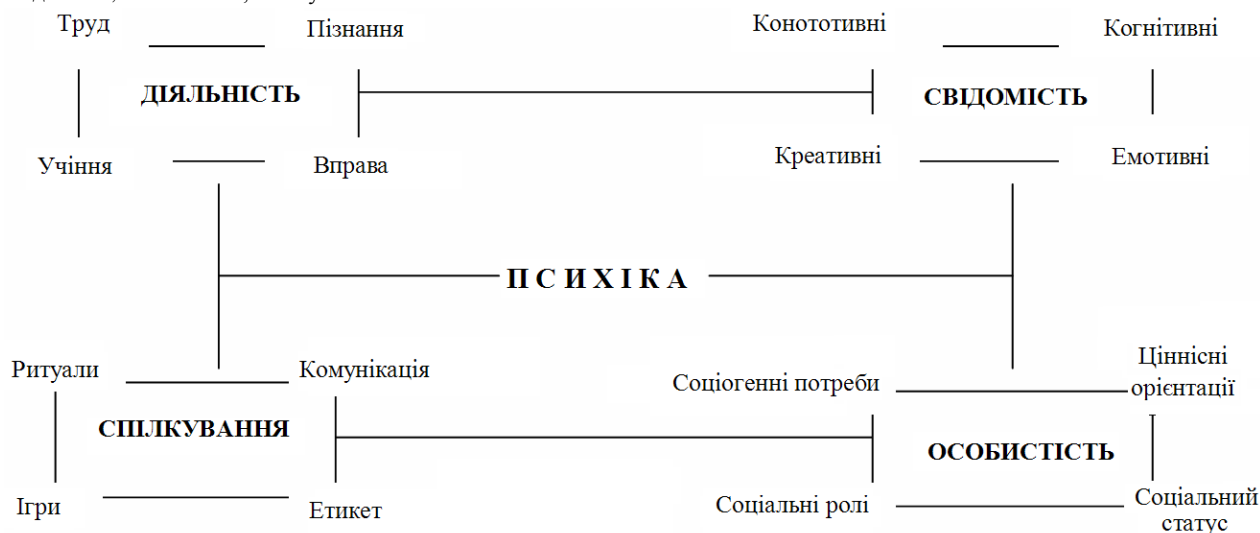 Труд Пізнання Конототивні Когнітивні
ДІЯЛЬНІСТЬ СВІДОМІСТЬ
Учіння Вправа Креативні Емотивні
П С И Х І К А
Ритуали Комунікація Соціогенні потреби Ціннісні
орієнтації
СПІЛКУВАННЯ ОСОБИСТІСТЬ
Ігри Етикет Соціальні ролі Соціальний
статус